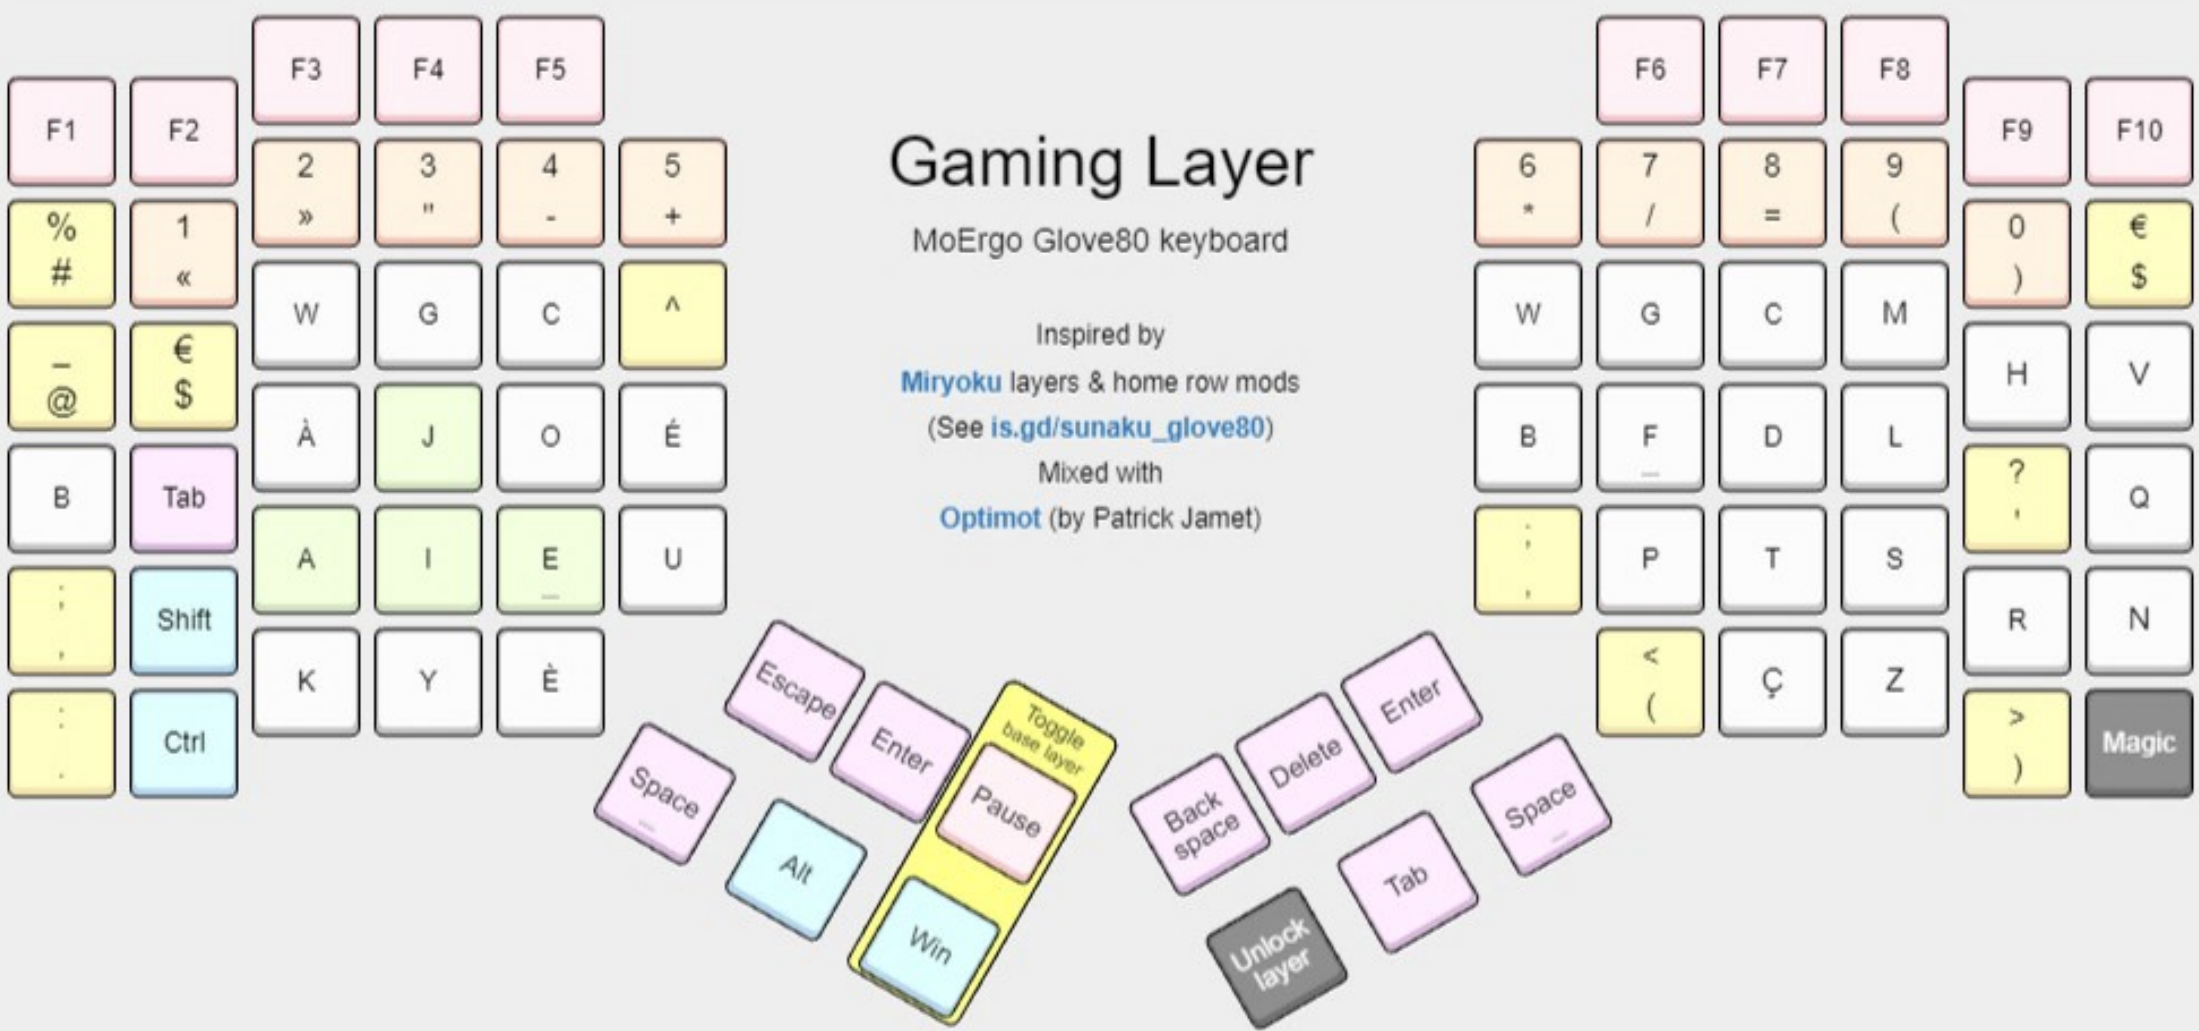 F1
F2
F3
F4
F5
%
#
1
«
2
»
3
"
4
-
5
+
_
@
€
$
W
G
C
^
B
Tab
À
J
O
É
;
,
Shift
A
I
E
U
:
.
Ctrl
K
Y
È
Escape
Enter
Toggle
base layer
Pause
Space
Alt
Win
Gaming Layer
MoErgo Glove80 keyboard
Inspired by
Miryoku layers & home row mods
(See is.gd/sunaku_glove80)
Mixed with
Optimot (by Patrick Jamet)
F6
F7
F8
F9
F10
6
*
7
/
8
=
9
(
0
)
€
$
W
G
C
M
H
V
B
F
D
L
?
'
Q
;
,
P
T
S
R
N
<
(
Ç
Z
>
)
Magic
Back
space
Delete
Enter
Unlock
layer
Tab
Space